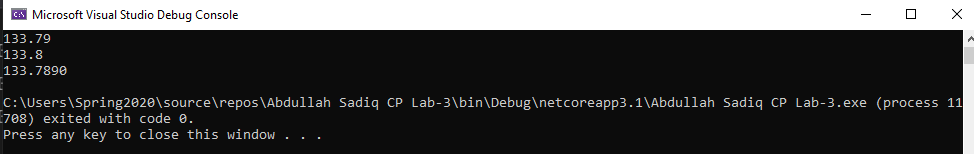 Microsoft Visual Studio Debug Console
133.79
133.8
133.7890
C:\Users\Spring2020\source\repos\Abdullah Sadiq CP Lab-3\bin\Debug\netcoreapp3.1\Abdullah Sadiq CP Lab-3.exe (process 11
708) exited with code 0.
Press any key to close this window . . .